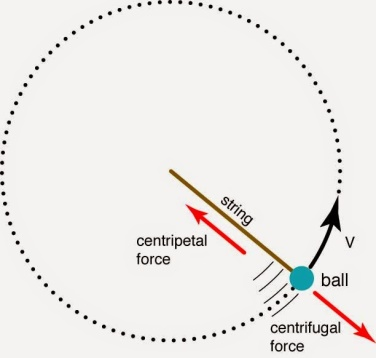 string
centripetal
force
V
ball
centrifugal
force